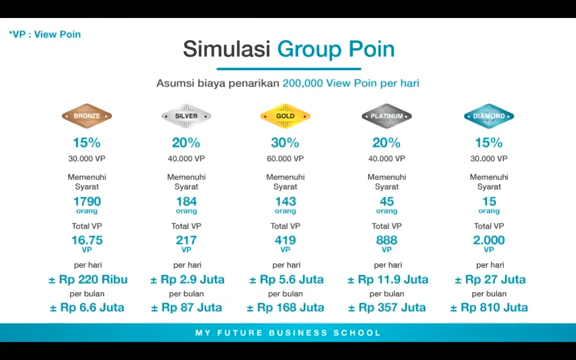 *VP : View Poin
Simulasi Group Poin
Asumsi biaya penarikan 200,000 View Poin per hari
BRONZE
15%
30.000 VP
Memenuhi
Syarat
1790
orang
Total VP
16.75
VP
per hari
± Rp 220 Ribu
per bulan
± Rp 6.6 Juta
SILVER
20%
40.000 VP
Memenuhi
Syarat
184
orang
Total VP
217
VP
per hari
± Rp 2.9 Juta
per bulan
± Rp 87 Juta
GOLD
30%
60.000 VP
Memenuhi
Syarat
143
orang
Total VP
419
VP
per hari
± Rp 5.6 Juta
per bulan
± Rp 168 Juta
PLATINUM
20%
40.000 VP
Memenuhi
Syarat
45
orang
Total VP
888
VP
per hari
± Rp 11.9 Juta
per bulan
± Rp 357 Juta
DIAMOND
15%
30.000 VP
Memenuhi
Syarat
15
orang
Total VP
2.000
VP
per hari
± Rp 27 Juta
per bulan
± Rp 810 Juta
MY FUTURE BUSINESS SCHOOL